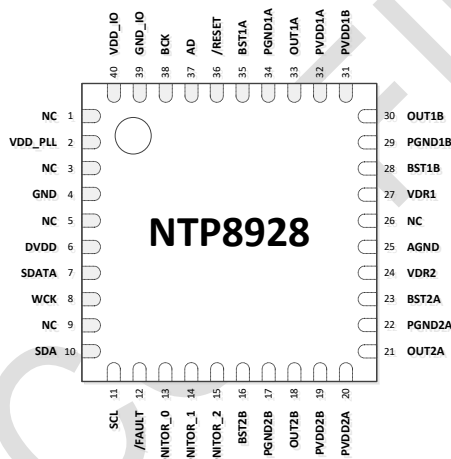 VDD_IO
GND_IO
BCK
AD
/RESET
BST1A
PGND1A
OUT1A
PVDD1A
PVDD1B
40 39 38 37 36 35 34 33 32 31
NC 1
VDD_PLL 2
NC 3
GND 4
NC 5
DVDD 6
SDATA 7
WCK 8
NC 9
SDA 10
NTP8928
30 OUT1B
29 PGND1B
28 BST1B
27 VDR1
26 NC
25 AGND
24 VDR2
23 BST2A
22 PGND2A
21 OUT2A
11 12 13 14 15 16 17 18 19 20
SCL
/FAULT
NITOR_0
NITOR_1
NITOR_2
BST2B
PGND2B
OUT2B
PVDD2B
PVDD2A